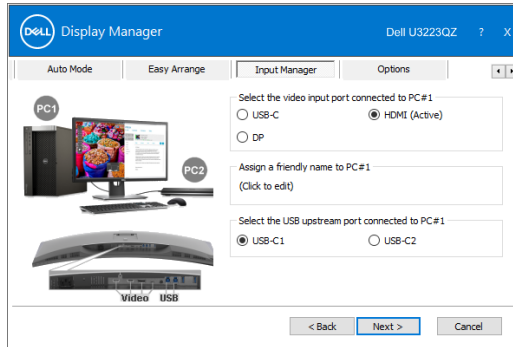 DELL Display Manager
Dell U3223QZ ? X
Auto Mode Easy Arrange Input Manager Options
PC1
PC2
Video USB
Select the video input port connected to PC#1
USB-C HDMI (Active)
DP
Assign a friendly name to PC#1
(Click to edit)
Select the USB upstream port connected to PC#1
USB-C1 USB-C2
< Back Next > Cancel